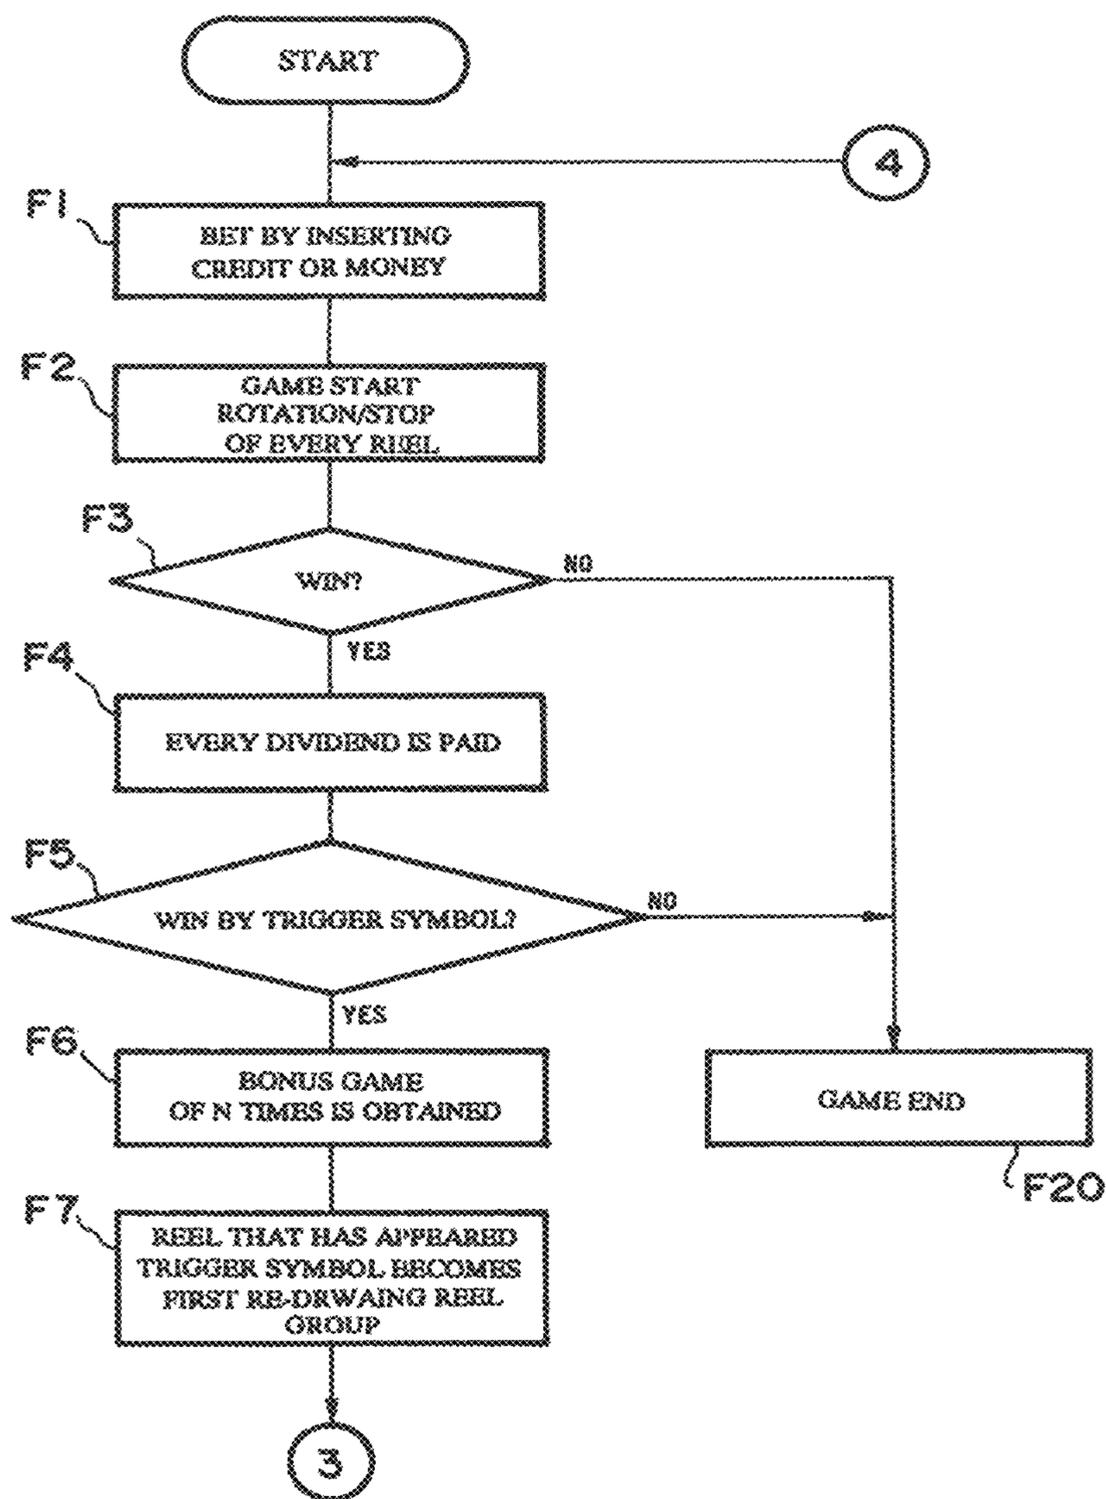 START
4
F1
BET BY INSERTING
CREDIT OR MONEY
F2
GAME START
ROTATION/STOP
OF EVERY REEL
F3
WIN?
NO
YES
F4
EVERY DIVIDEND IS PAID
F5
WIN BY TRIGGER SYMBOL?
NO
YES
F6
BONUS GAME
OF N TIMES IS OBTAINED
GAME END
F20
F7
REEL THAT HAS APPEARED
TRIGGER SYMBOL BECOMES
FIRST RE-DRWAING REEL
GROUP
3